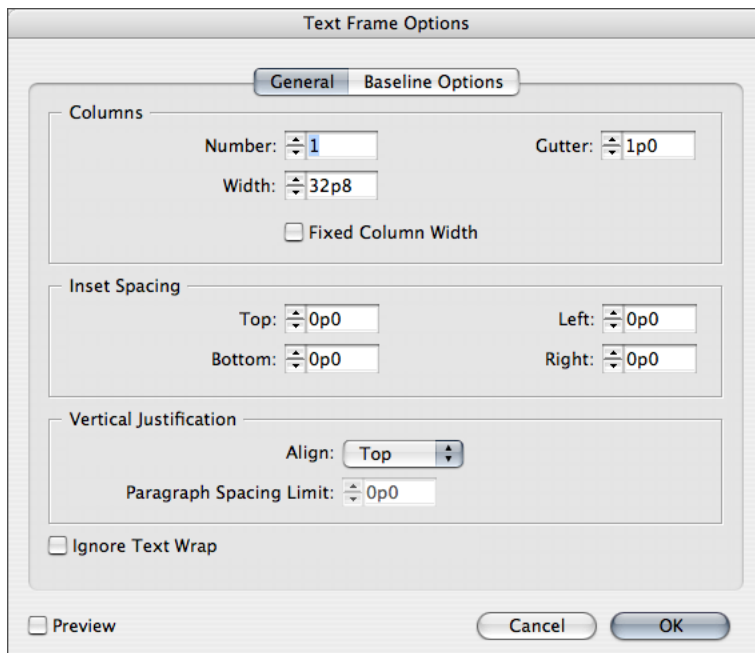 Text Frame Options
General Baseline Options
Columns
Number: 1 Gutter: 1p0
Width: 32p8
Fixed Column Width
Inset Spacing
Top: 0p0 Left: 0p0
Bottom: 0p0 Right: 0p0
Vertical Justification
Align: Top
Paragraph Spacing Limit: 0p0
Ignore Text Wrap
Preview Cancel OK